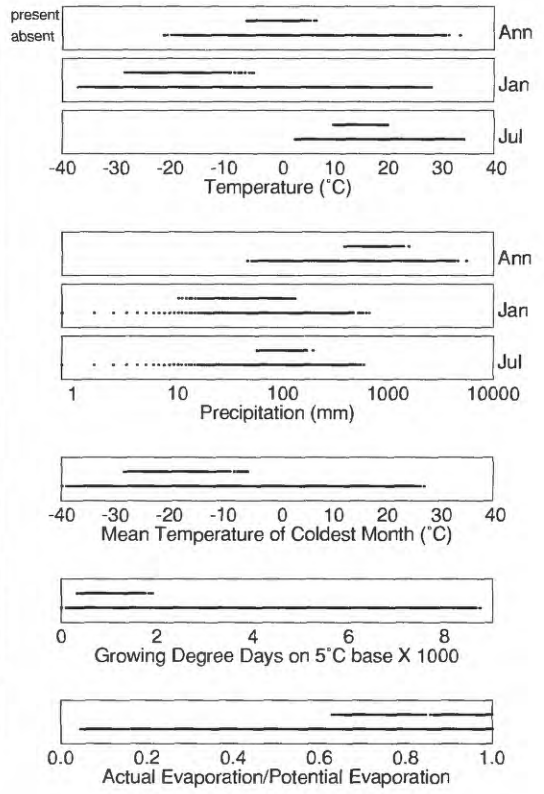 present
absent
Ann
Jan
Jul
-40 -30 -20 -10 0 10 20 30 40
Temperature (°C)
Ann
Jan
Jul
1 10 100 1000 10000
Precipitation (mm)
-40 -30 -20 -10 0 10 20 30 40
Mean Temperature of Coldest Month (°C)
0 2 4 6 8
Growing Degree Days on 5°C base X 1000
0.0 0.2 0.4 0.6 0.8 1.0
Actual Evaporation/Potential Evaporation